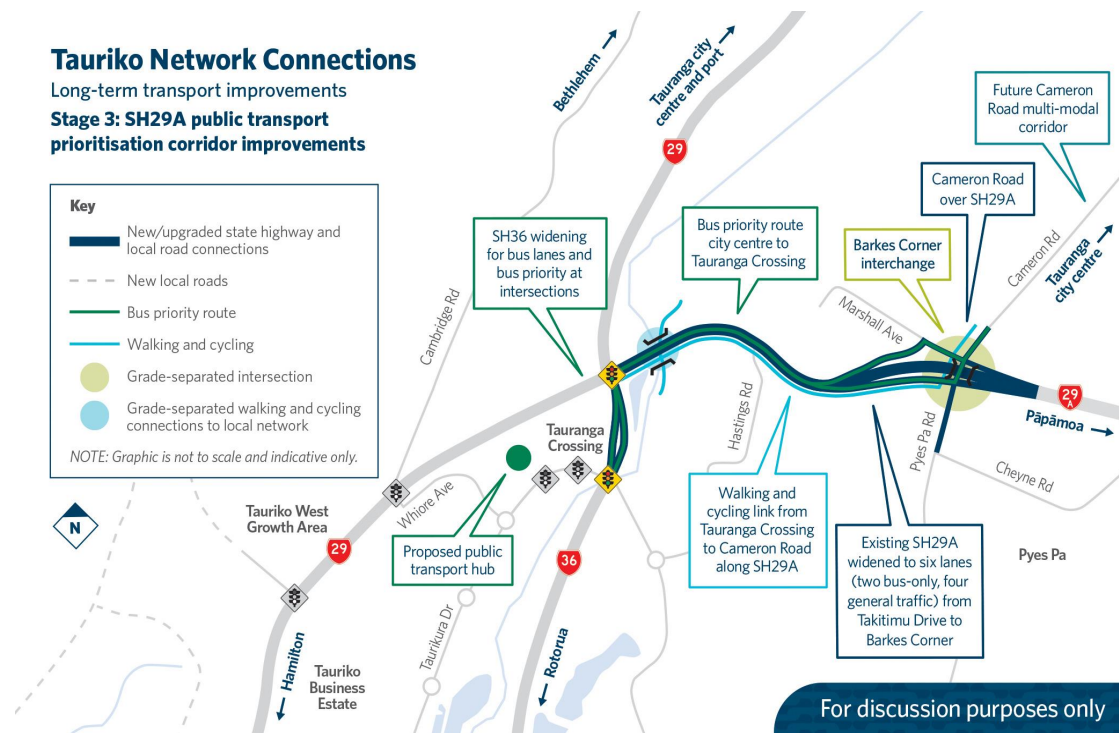 Tauriko Network Connections
Long-term transport improvements
Stage 3: SH29A public transport
prioritisation corridor improvements
Key
New/upgraded state highway and
local road connections
New local roads
Bus priority route
Walking and cycling
Grade-separated intersection
Grade-separated walking and cycling
connections to local network
NOTE: Graphic is not to scale and indicative only.
N
Bethlehem
Tauranga city
centre and port
29
Future Cameron
Road multi-modal
corridor
Cameron Road
over SH29A
SH36 widening
for bus lanes and
bus priority at
intersections
Bus priority route
city centre to
Tauranga Crossing
Barkes Corner
interchange
Cameron Rd
Tauranga
city centre
Cambridge Rd
Marshall Ave
29
A
Pāpāmoa
Hastings Rd
Pyes Pa Rd
Cheyne Rd
Tauranga
Crossing
Whiore Ave
Tauriko West
Growth Area
29
Proposed public
transport hub
36
Walking and
cycling link from
Tauranga Crossing
to Cameron Road
along SH29A
Existing SH29A
widened to six lanes
(two bus-only, four
general traffic) from
Takitimu Drive to
Barkes Corner
Pyes Pa
Taurikura Dr
Hamilton
Rotorua
Tauriko
Business
Estate
For discussion purposes only